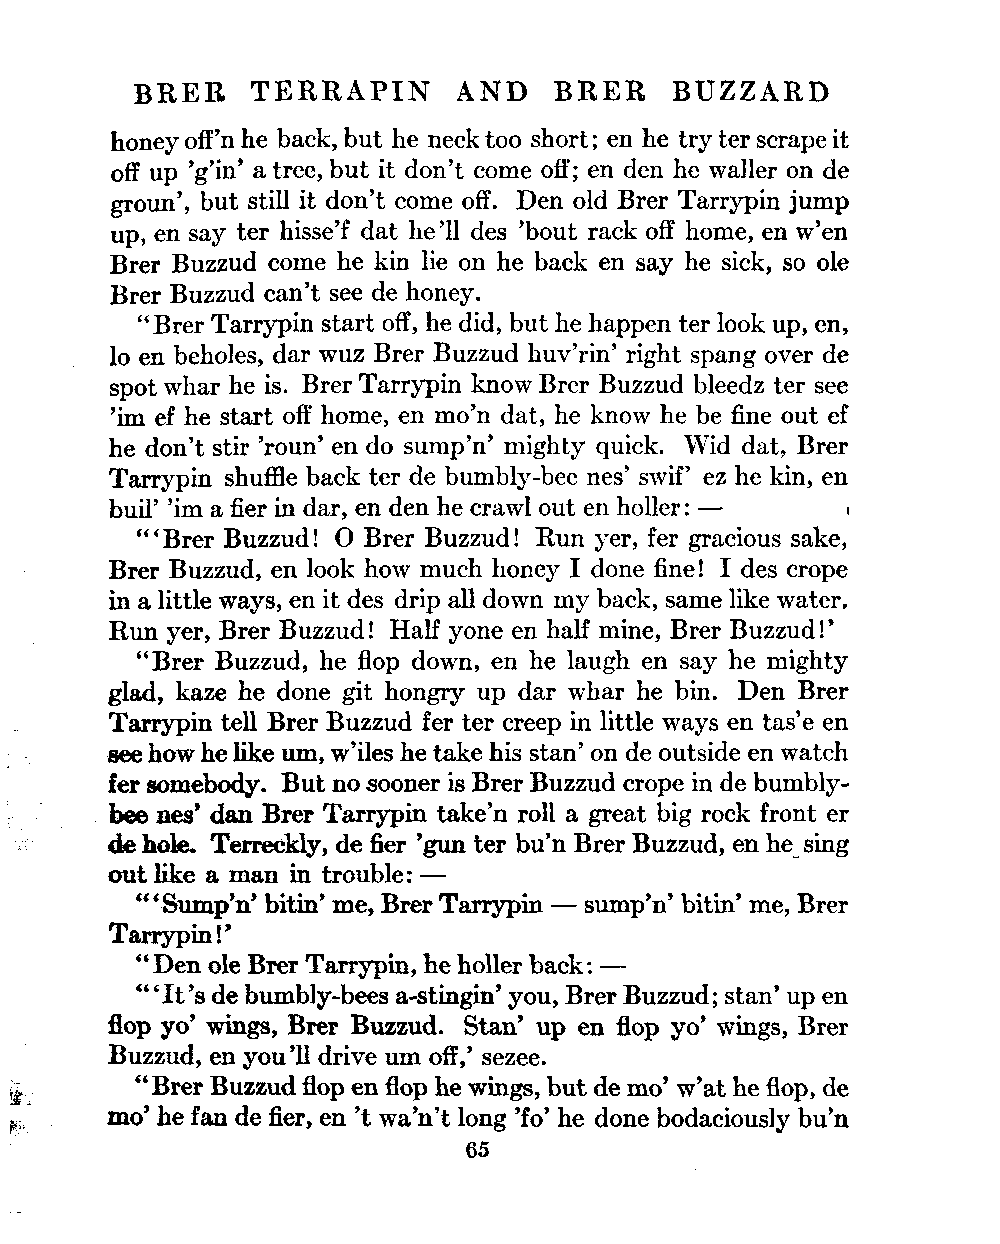 BRER TERRAPIN AND BRER BUZZARD
honey off'n he back, but he neck too short; en he try ter scrape it
off up 'g'in' a tree, but it don't come off; en den he waller on de
groun', but still it don't come off. Den old Brer Tarrypin jump
up, en say ter hisse'f dat he'll des 'bout rack off home, en w'en
Brer Buzzud come he kin lie on he back en say he sick, so ole
Brer Buzzud can't see de honey.
"Brer Tarrypin start off, he did, but he happen ter look up, en,
lo en beholes, dar wuz Brer Buzzud huv'rin' right spang over de
spot whar he is. Brer Tarrypin know Brer Buzzud bleedz ter see
'im ef he start off home, en mo'n dat, he know he be fine out ef
he don't stir 'roun' en do sump'n' mighty quick. Wid dat, Brer
Tarrypin shuffle back ter de bumbly-bee nes' swif' ez he kin, en
buil' 'im a fier in dar, en den he crawl out en holler: —
"'Brer Buzzud! O Brer Buzzud! Run yer, fer gracious sake,
Brer Buzzud, en look how much honey I done fine! I des crope
in a little ways, en it des drip all down my back, same like water.
Run yer, Brer Buzzud! Half yone en half mine, Brer Buzzud!'
"Brer Buzzud, he flop down, en he laugh en say he mighty
glad, kaze he done git hongry up dar whar he bin. Den Brer
Tarrypin tell Brer Buzzud fer ter creep in little ways en tas'e en
see how he like um, w'iles he take his stan' on de outside en watch
fer somebody. But no sooner is Brer Buzzud crope in de bumbly-
bee nes' dan Brer Tarrypin take'n roll a great big rock front er
de hole. Terreckly, de fier 'gun ter bu'n Brer Buzzud, en he sing
out like a man in trouble: —
"'Sump'n' bitin' me, Brer Tarrypin — sump'n' bitin' me, Brer
Tarrypin!'
"Den ole Brer Tarrypin, he holler back: —
"'It's de bumbly-bees a-stingin' you, Brer Buzzud; stan' up en
flop yo' wings, Brer Buzzud. Stan' up en flop yo' wings, Brer
Buzzud, en you'll drive um off,' sezee.
"Brer Buzzud flop en flop he wings, but de mo' w'at he flop, de
mo' he fan de fier, en 't wa'n't long 'fo' he done bodaciously bu'n
65